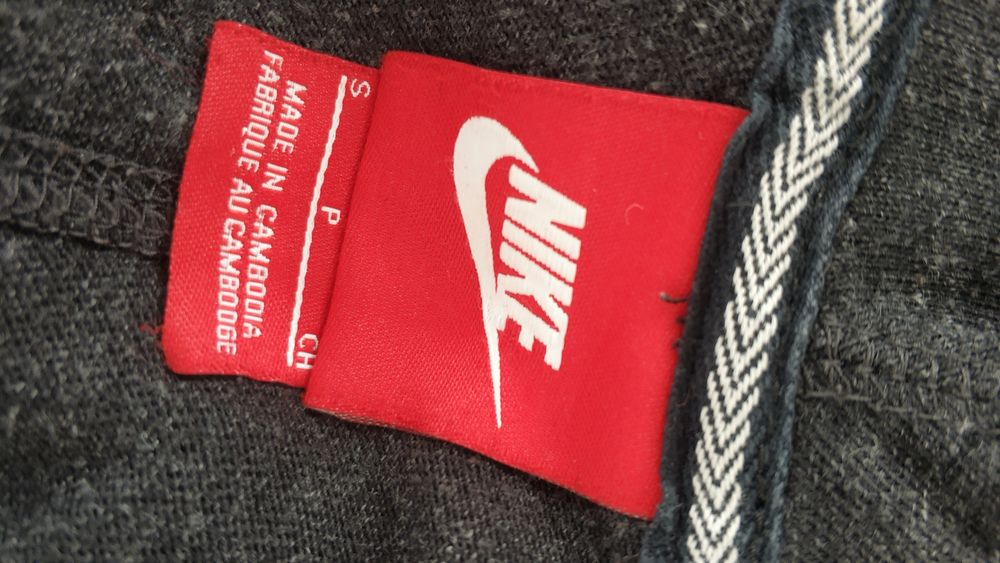 NIKE
S P CH
MADE IN CAMBODIA
FABRIQUE AU CAMBODGE